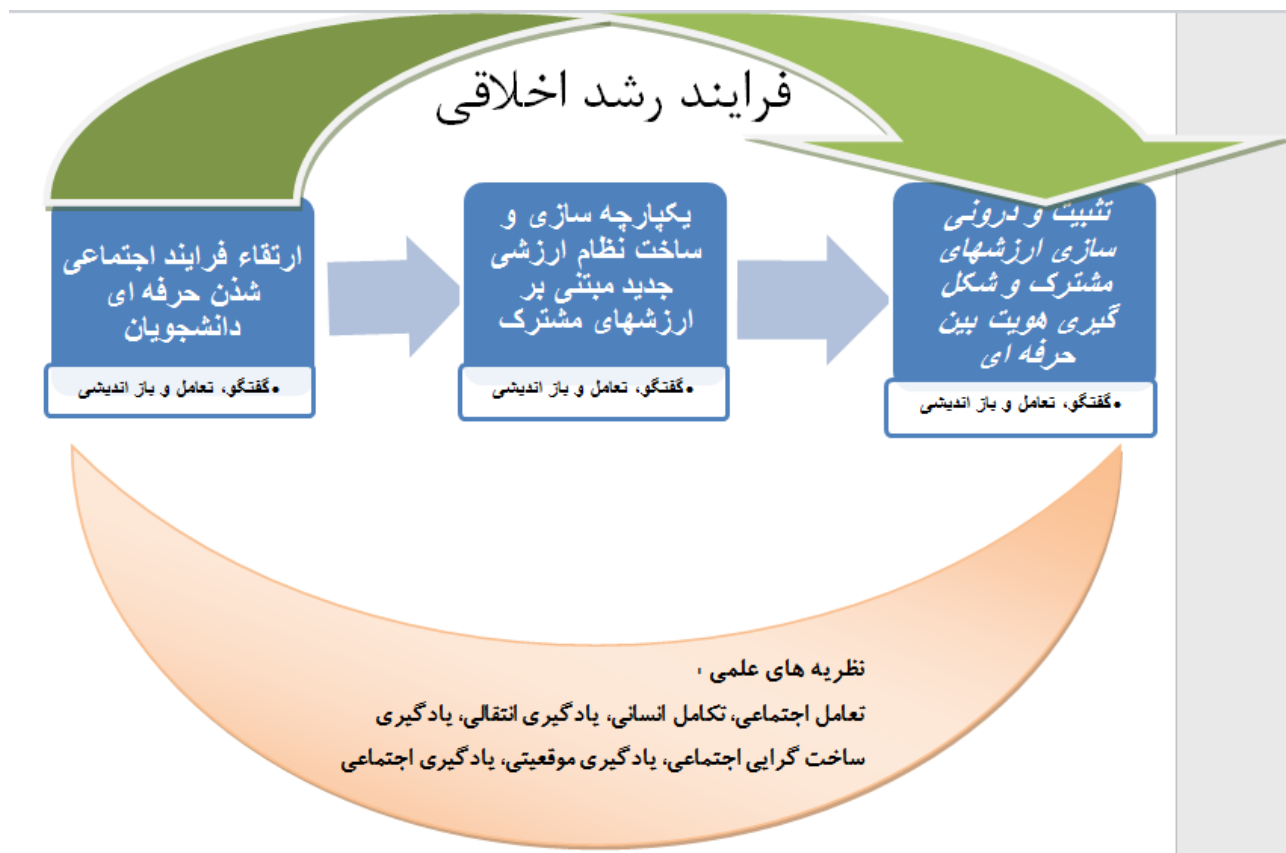 فرایند رشد اخلاقی
ارتقاء فرایند اجتماعی
شذن حرفه ای
دانشجویان
•گفتگو، تعامل و باز اندیشی
یکپارچه سازی و
ساخت نظام ارزشی
جدید مبتنی بر
ارزشهای مشترک
•گفتگو، تعامل و باز اندیشی
تثبیت و درونی
سازی ارزشهای
مشترک و شکل
گیری هویت بین
حرفه ای
•گفتگو، تعامل و باز اندیشی
نظریه های علمی :
تعامل اجتماعی، تکامل انسانی، یادگیری انتقالی، یادگیری
ساخت گرایی اجتماعی، یادگیری موقعیتی، یادگیری اجتماعی